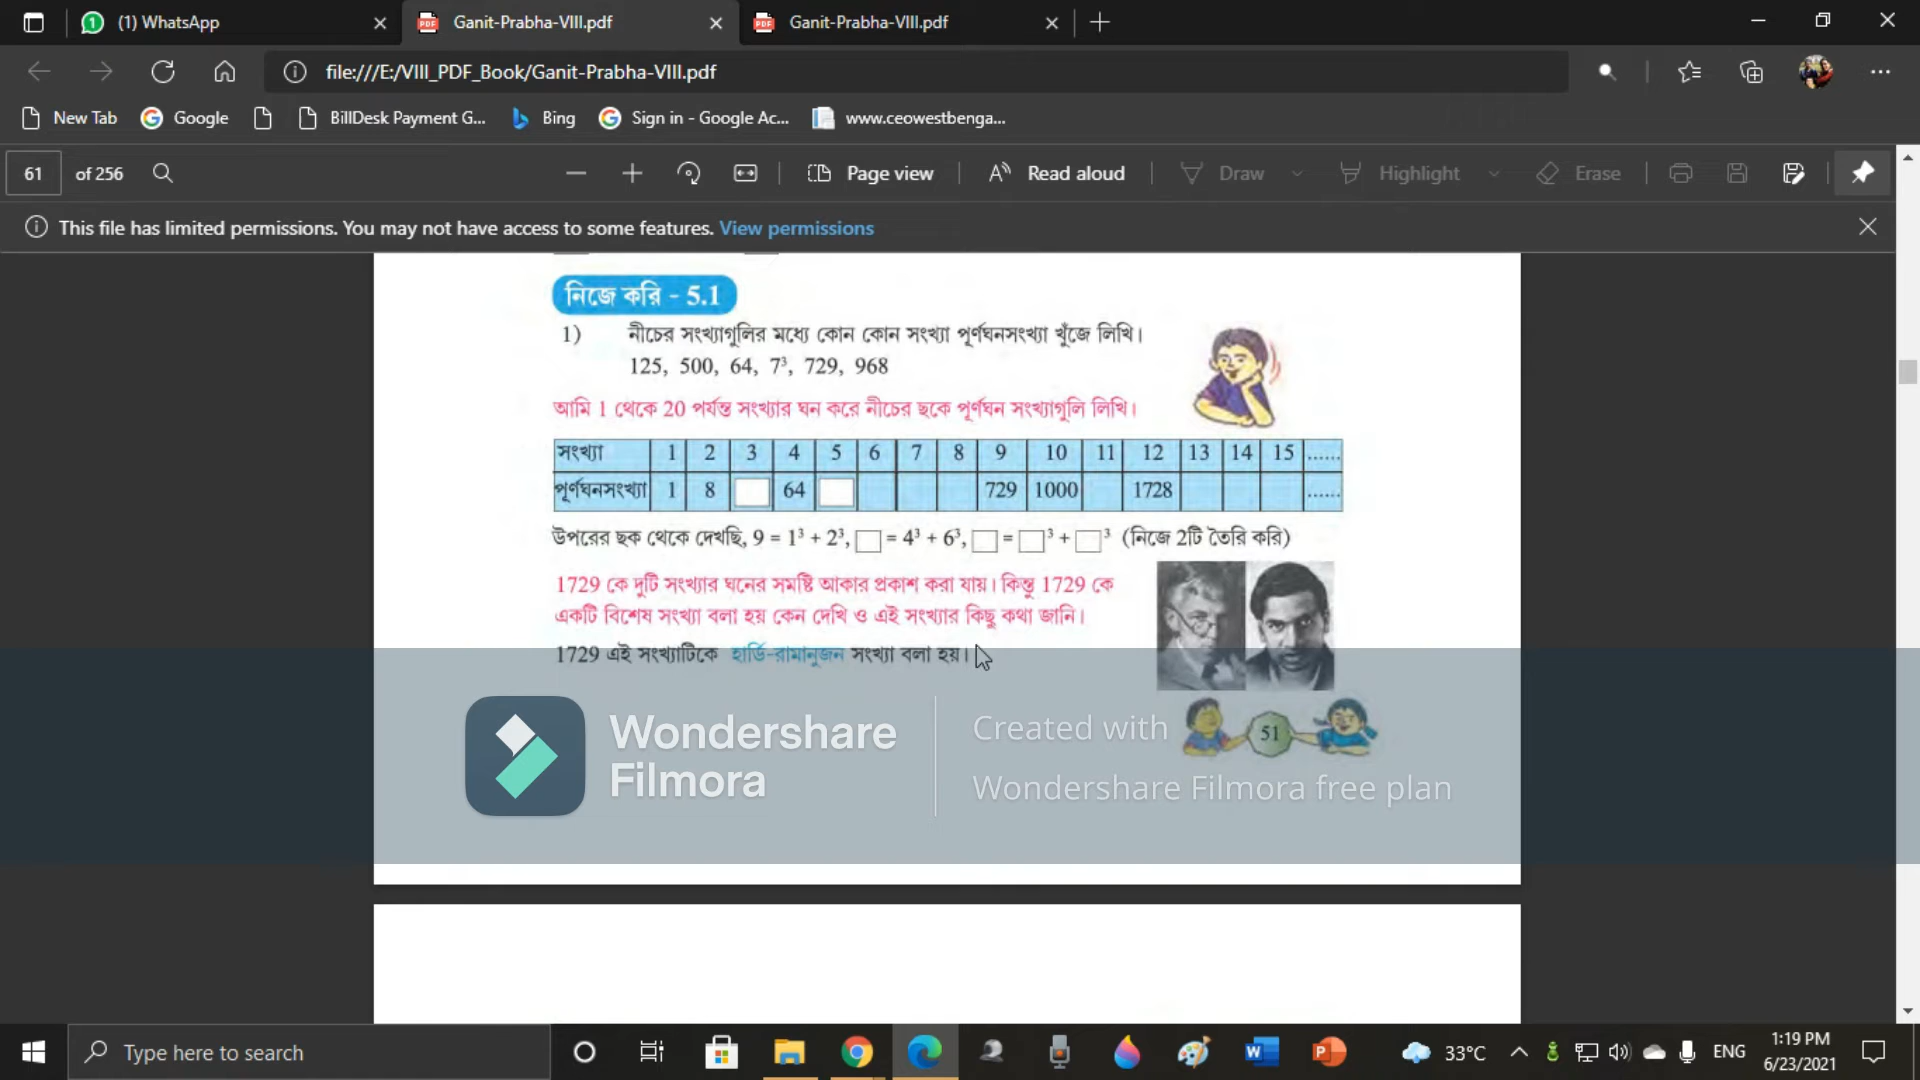 (1) WhatsApp
Ganit-Prabha-VIII.pdf
Ganit-Prabha-VIII.pdf
file:///E:/VIII_PDF_Book/Ganit-Prabha-VIII.pdf
New Tab
Google
BillDesk Payment G...
Bing
Sign in - Google Ac...
www.ceowestbenga...
61 of 256
Page view
Read aloud
Draw
Highlight
Erase
This file has limited permissions. You may not have access to some features. View permissions
নিজে করি - 5.1
1) নীচের সংখ্যাগুলির মধ্যে কোন কোন সংখ্যা পূর্ণঘনসংখ্যা খুঁজে লিখি।
125, 500, 64, 7³, 729, 968
আমি 1 থেকে 20 পর্যন্ত সংখ্যার ঘন করে নীচের ছকে পূর্ণঘন সংখ্যাগুলি লিখি।
সংখ্যা 1 2 3 4 5 6 7 8 9 10 11 12 13 14 15 ......
পূর্ণঘনসংখ্যা 1 8 64 729 1000 1728 ......
উপরের ছক থেকে দেখছি, 9 = 1³ + 2³, □ = 4³ + 6³, □ = □³ + □³ (নিজে 2টি তৈরি করি)
1729 কে দুটি সংখ্যার ঘনের সমষ্টি আকার প্রকাশ করা যায়। কিন্তু 1729 কে
একটি বিশেষ সংখ্যা বলা হয় কেন দেখি ও এই সংখ্যার কিছু কথা জানি।
1729 এই সংখ্যাটিকে হার্ডি-রামানুজন সংখ্যা বলা হয়।
51
Wondershare
Filmora
Created with
Wondershare Filmora free plan
Type here to search
33°C
ENG
1:19 PM
6/23/2021